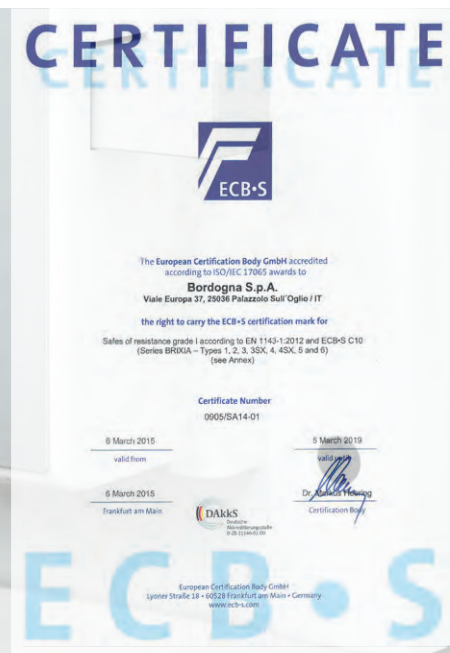 CERTIFICATE
ECB•S
The European Certification Body GmbH accredited
according to ISO/IEC 17065 awards to
Bordogna S.p.A.
Viale Europa 37, 25036 Palazzolo Sull'Oglio / IT
the right to carry the ECB•S certification mark for
Safes of resistance grade I according to EN 1143-1:2012 and ECB•S C10
(Series BRIXIA – Types 1, 2, 3, 3SX, 4, 4SX, 5 and 6)
(see Annex)
Certificate Number
0905/SA14-01
6 March 2015
5 March 2019
valid from
valid until
6 March 2015
Dr. Markus Heering
Frankfurt am Main
Certification Body
DAkkS
Deutsche
Akkreditierungsstelle
European Certification Body GmbH
Lyoner Straße 18 • 60528 Frankfurt am Main • Germany
www.ecb-s.com
ECB•S